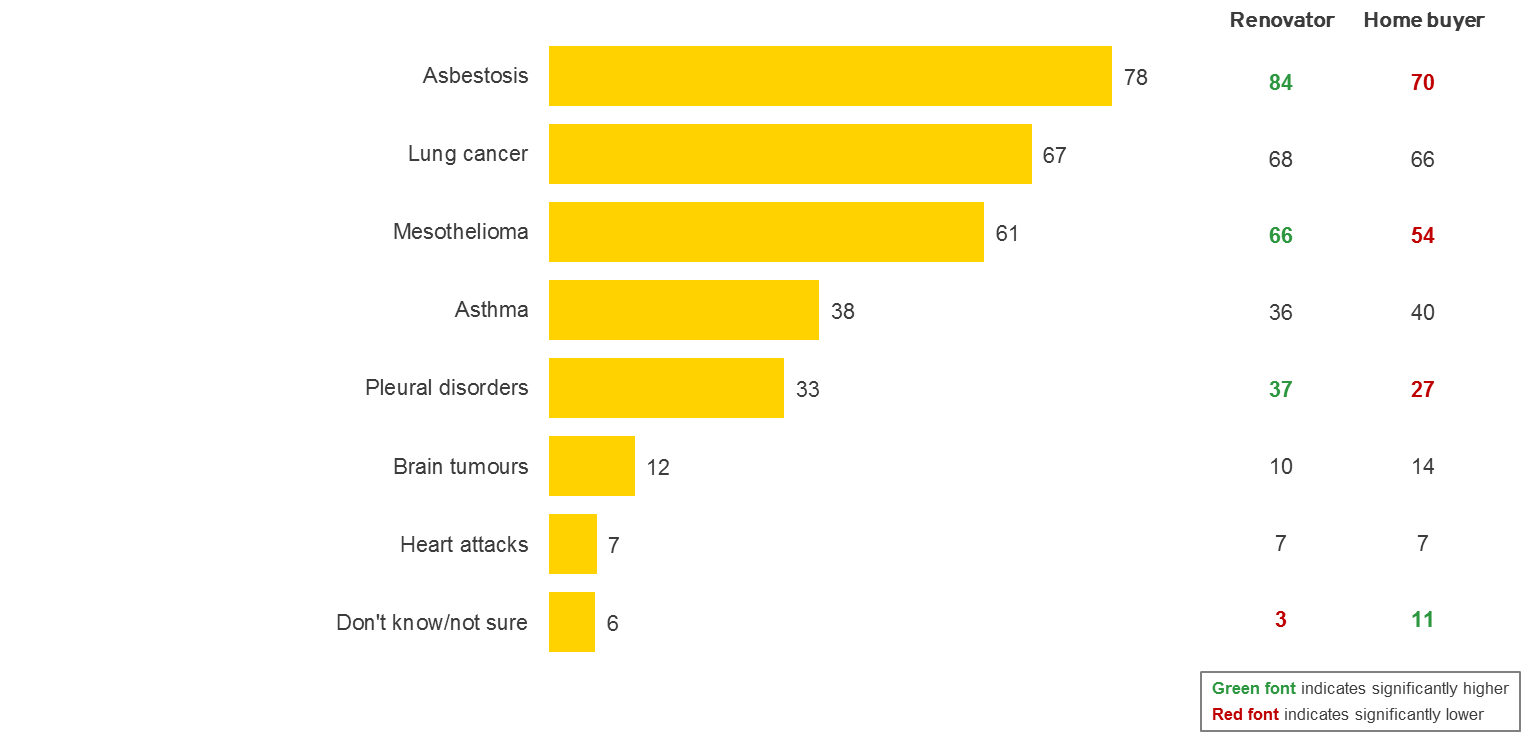 Renovator Home buyer
Asbestosis 78 84 70
Lung cancer 67 68 66
Mesothelioma 61 66 54
Asthma 38 36 40
Pleural disorders 33 37 27
Brain tumours 12 10 14
Heart attacks 7 7 7
Don't know/not sure 6 3 11
Green font indicates significantly higher
Red font indicates significantly lower